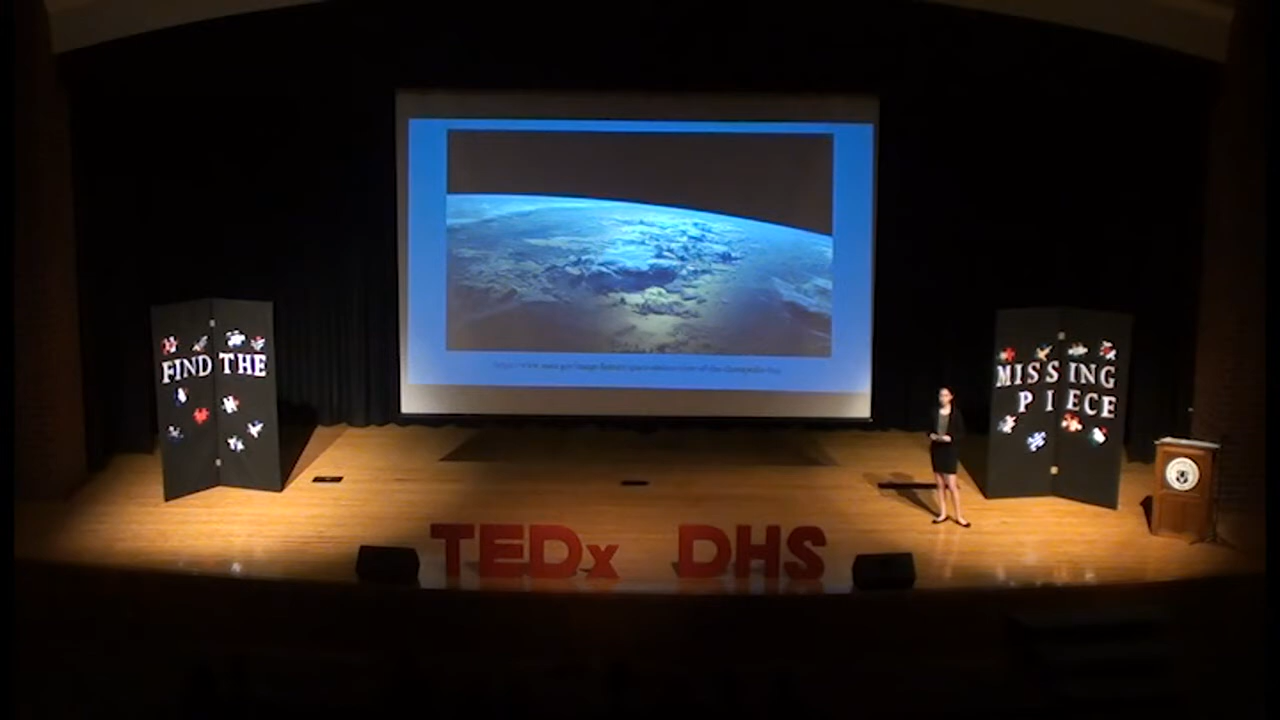 FIND THE
MISSING
PIECE
TEDx DHS